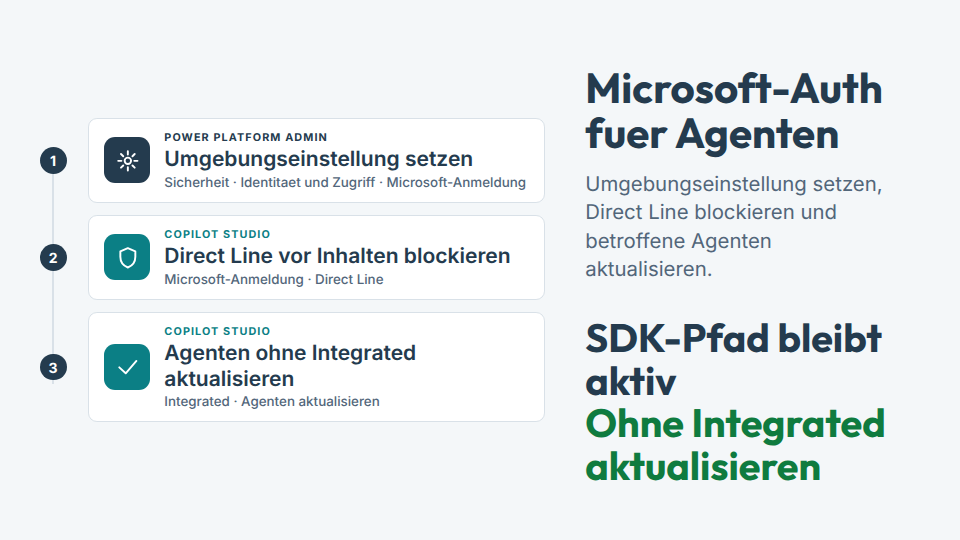 1
POWER PLATFORM ADMIN
Umgebungseinstellung setzen
Sicherheit · Identitaet und Zugriff · Microsoft-Anmeldung
2
COPILOT STUDIO
Direct Line vor Inhalten blockieren
Microsoft-Anmeldung · Direct Line
3
COPILOT STUDIO
Agenten ohne Integrated
aktualisieren
Integrated · Agenten aktualisieren
Microsoft-Auth
fuer Agenten
Umgebungseinstellung setzen,
Direct Line blockieren und
betroffene Agenten
aktualisieren.
SDK-Pfad bleibt
aktiv
Ohne Integrated
aktualisieren